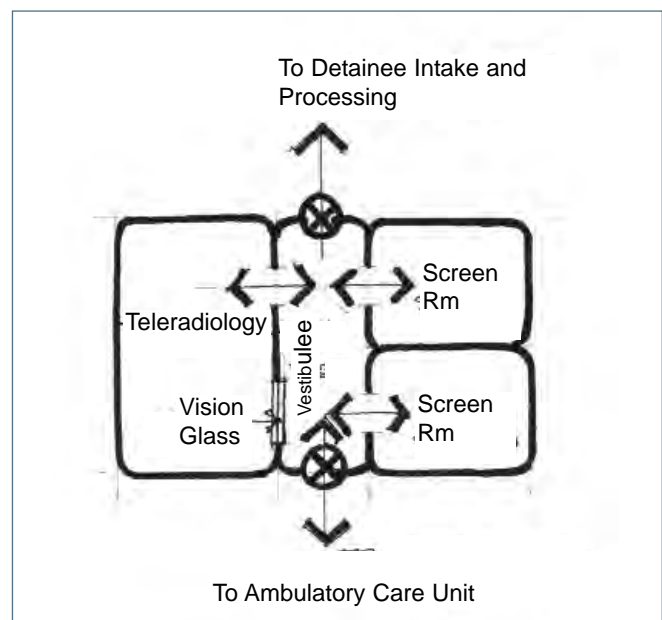 To Detainee Intake and
Processing
Screen
Rm
Teleradiology
Vestibulee
Vision
Glass
Screen
Rm
To Ambulatory Care Unit